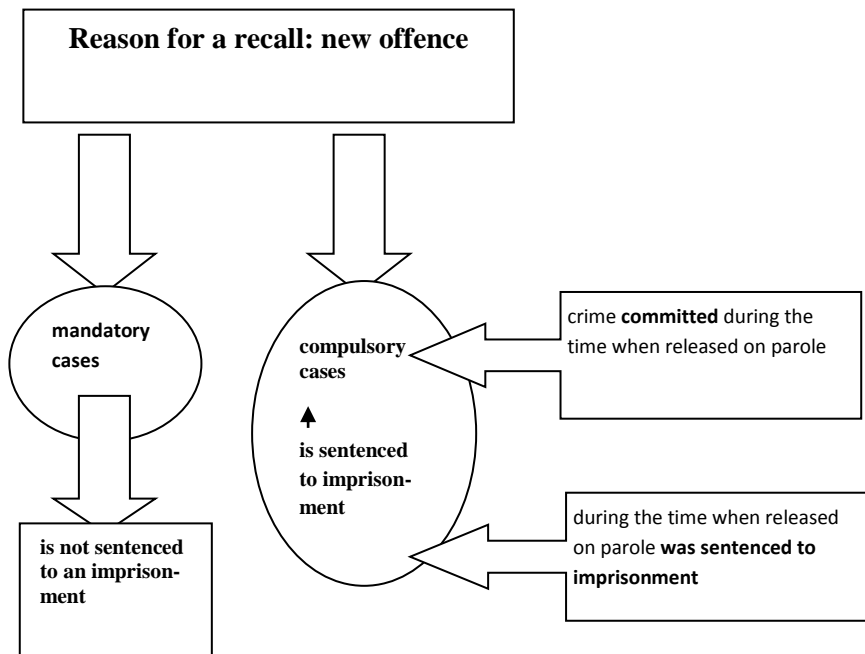 Reason for a recall: new offence
mandatory
cases
compulsory
cases
is sentenced
to imprison-
ment
crime committed during the
time when released on parole
is not sentenced
to an imprison-
ment
during the time when released
on parole was sentenced to
imprisonment